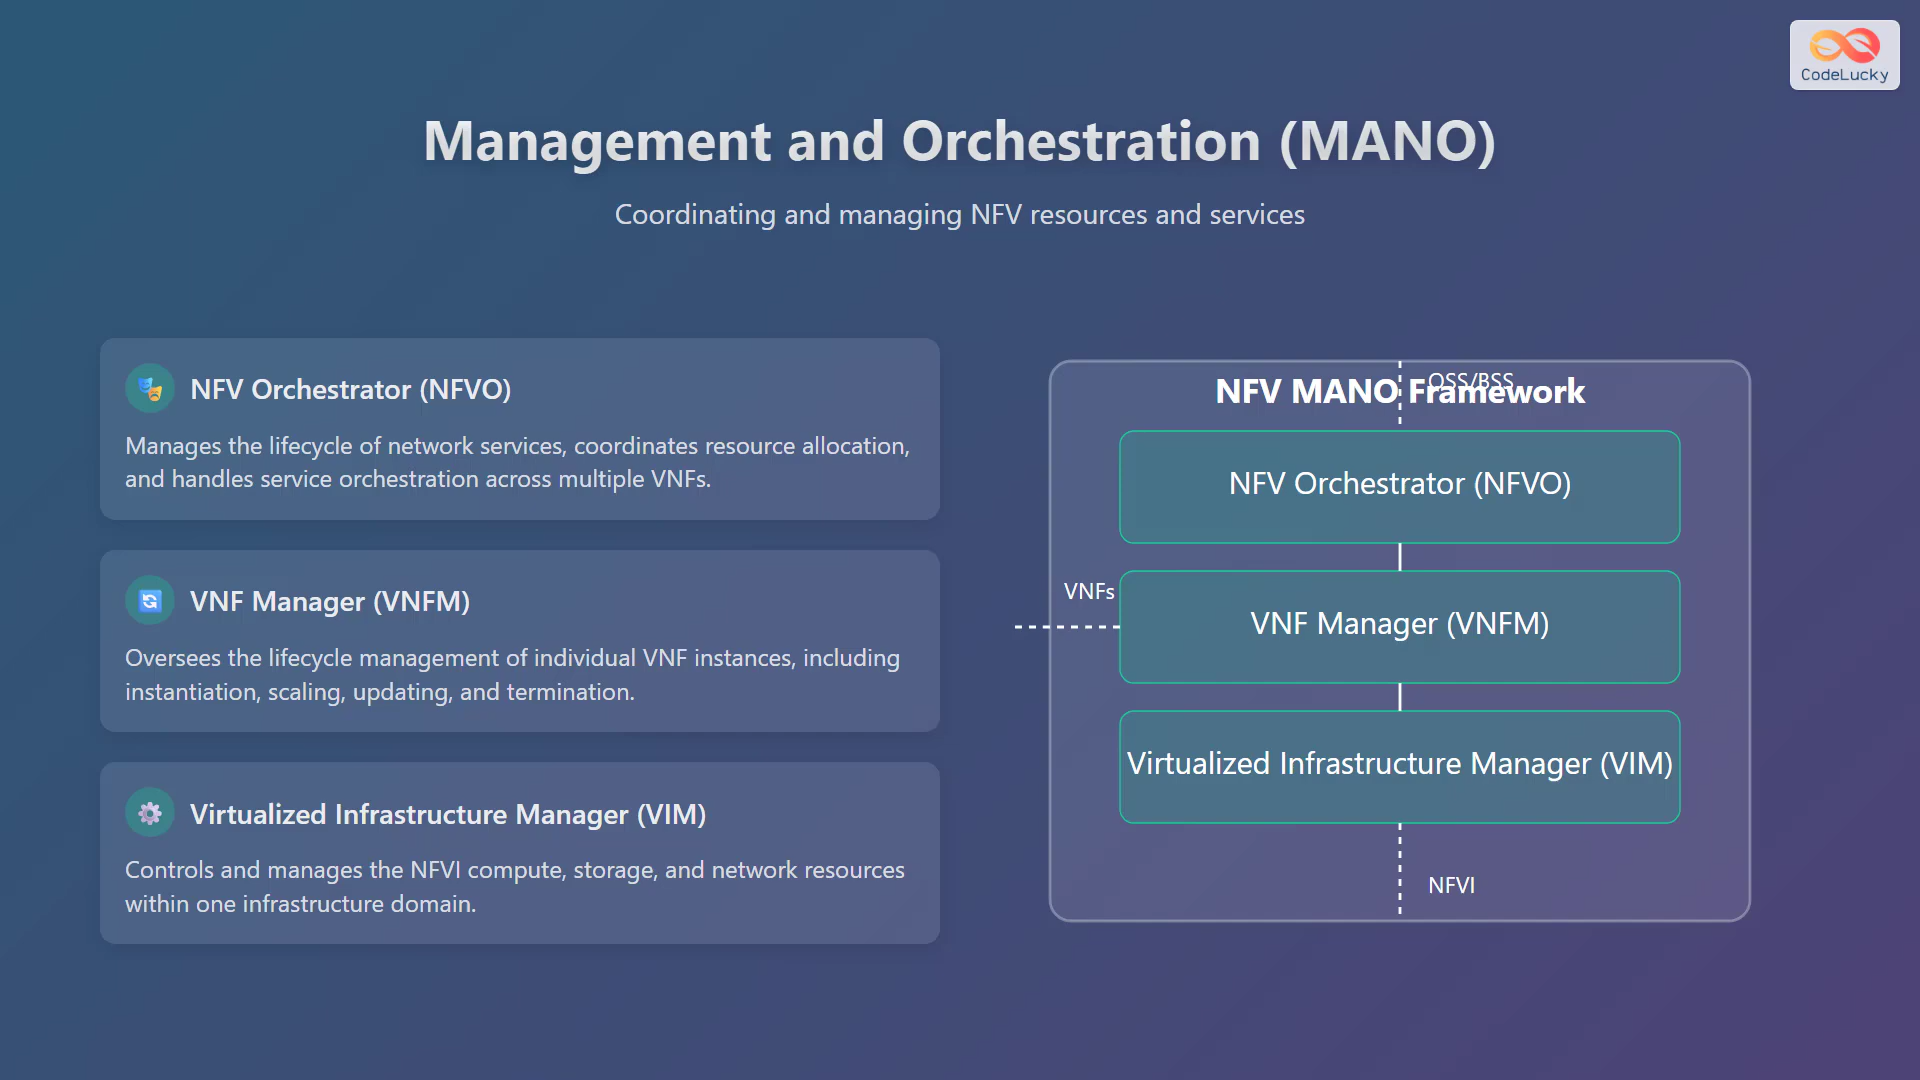 CodeLucky
Management and Orchestration (MANO)
Coordinating and managing NFV resources and services
NFV Orchestrator (NFVO)
Manages the lifecycle of network services, coordinates resource allocation,
and handles service orchestration across multiple VNFs.
VNF Manager (VNFM)
Oversees the lifecycle management of individual VNF instances, including
instantiation, scaling, updating, and termination.
Virtualized Infrastructure Manager (VIM)
Controls and manages the NFVI compute, storage, and network resources
within one infrastructure domain.
OSS/BSS
NFV MANO Framework
NFV Orchestrator (NFVO)
VNFs
VNF Manager (VNFM)
Virtualized Infrastructure Manager (VIM)
NFVI